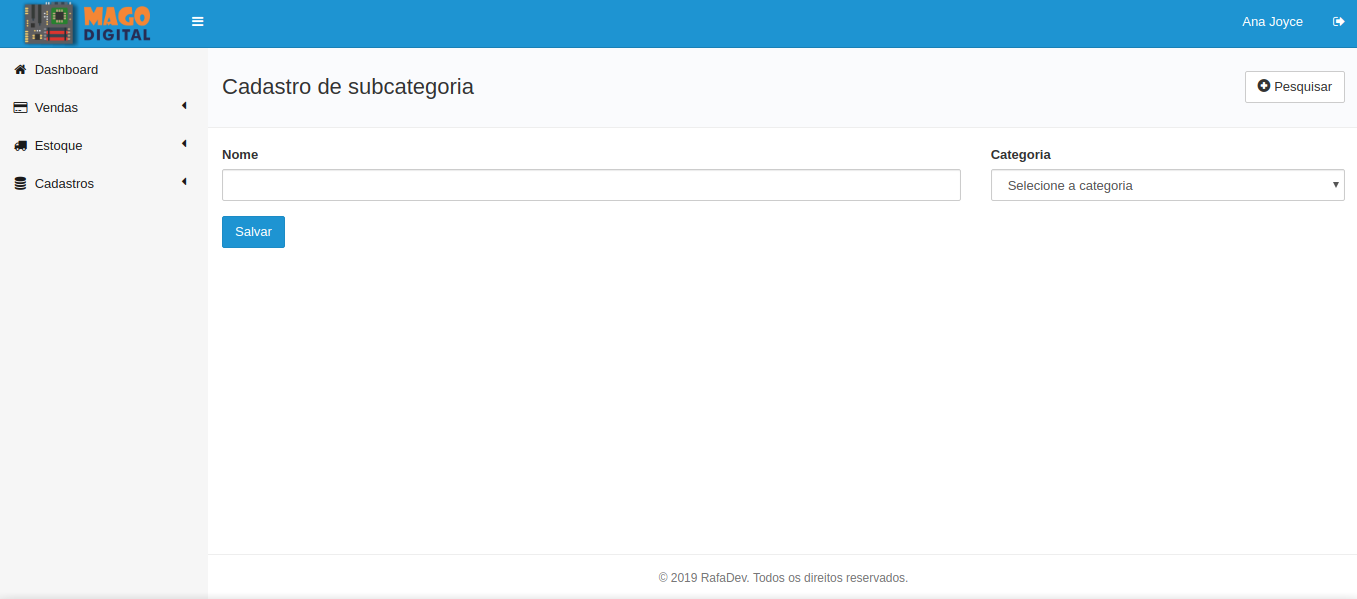 MAGO
DIGITAL
Ana Joyce
Dashboard
Vendas
Estoque
Cadastros
Cadastro de subcategoria
Pesquisar
Nome
Categoria
Selecione a categoria
Salvar
© 2019 RafaDev. Todos os direitos reservados.